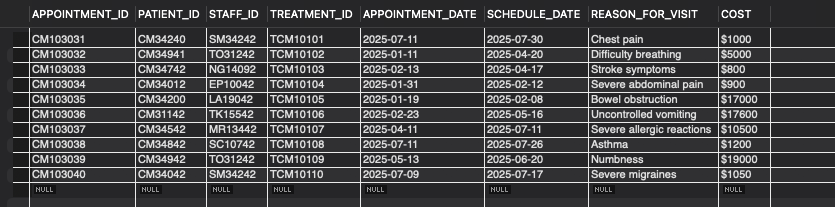 APPOINTMENT_ID PATIENT_ID STAFF_ID TREATMENT_ID APPOINTMENT_DATE SCHEDULE_DATE REASON_FOR_VISIT COST
CM103031 CM34240 SM34242 TCM10101 2025-07-11 2025-07-30 Chest pain $1000
CM103032 CM34941 TO31242 TCM10102 2025-01-11 2025-04-20 Difficulty breathing $5000
CM103033 CM34742 NG14092 TCM10103 2025-02-13 2025-04-17 Stroke symptoms $800
CM103034 CM34012 EP10042 TCM10104 2025-01-31 2025-02-12 Severe abdominal pain $900
CM103035 CM34200 LA19042 TCM10105 2025-01-19 2025-02-08 Bowel obstruction $17000
CM103036 CM31142 TK15542 TCM10106 2025-02-23 2025-05-16 Uncontrolled vomiting $17600
CM103037 CM34542 MR13442 TCM10107 2025-04-11 2025-07-11 Severe allergic reactions $10500
CM103038 CM34842 SC10742 TCM10108 2025-07-11 2025-07-26 Asthma $1200
CM103039 CM34942 TO31242 TCM10109 2025-05-13 2025-06-20 Numbness $19000
CM103040 CM34042 SM34242 TCM10110 2025-07-09 2025-07-17 Severe migraines $1050
NULL NULL NULL NULL NULL NULL NULL NULL